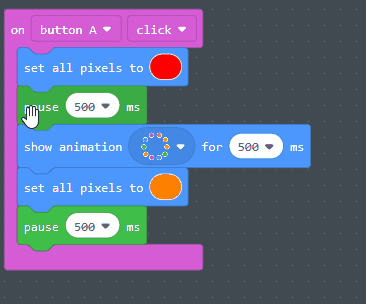 on button A click
set all pixels to
pause 500 ms
show animation for 500 ms
set all pixels to
pause 500 ms